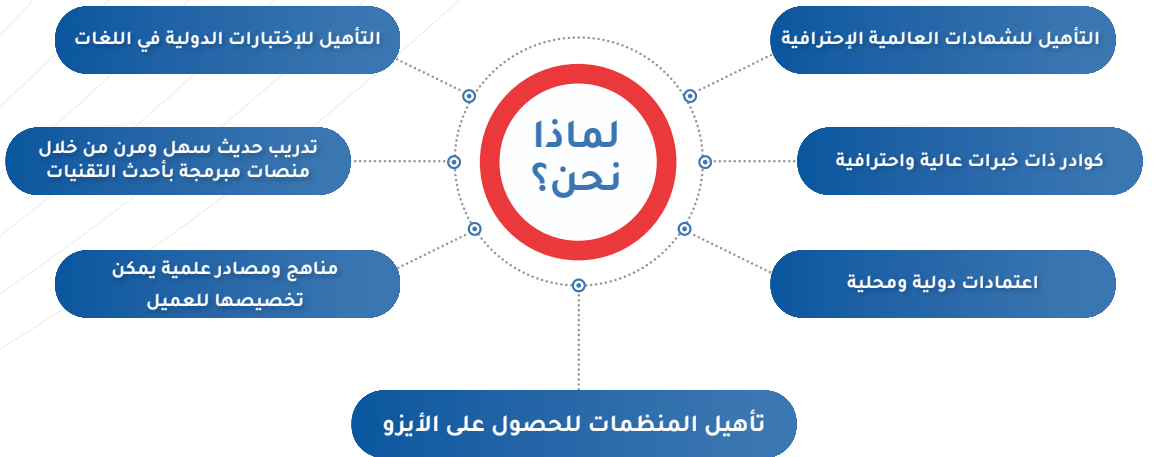 لماذا
نحن؟
التأهيل للشهادات العالمية الإحترافية
كوادر ذات خبرات عالية واحترافية
اعتمادات دولية ومحلية
التأهيل للإختبارات الدولية في اللغات
تدريب حديث سهل ومرن من خلال
منصات مبرمجة بأحدث التقنيات
مناهج ومصادر علمية يمكن
تخصيصها للعميل
تأهيل المنظمات للحصول على الأيزو